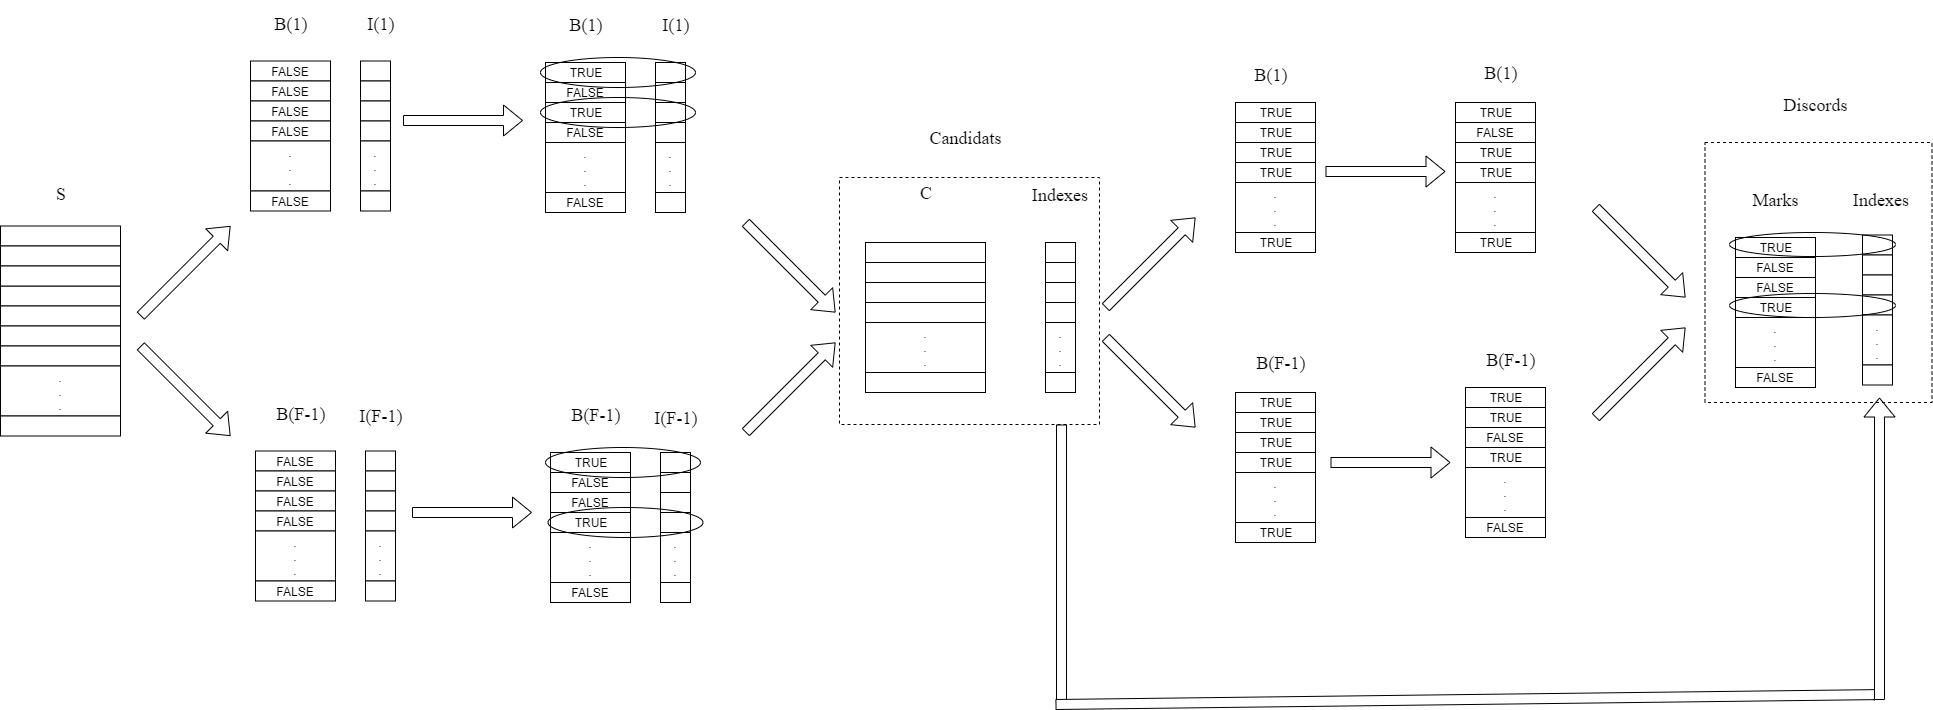 S
B(1) I(1)
FALSE
FALSE
FALSE
FALSE
.
.
.
FALSE
B(F-1) I(F-1)
FALSE
FALSE
FALSE
FALSE
.
.
.
FALSE
B(1) I(1)
TRUE
FALSE
TRUE
FALSE
.
.
.
FALSE
B(F-1) I(F-1)
TRUE
FALSE
FALSE
TRUE
.
.
.
FALSE
Candidats
C Indexes
.
.
.
B(1)
TRUE
TRUE
TRUE
TRUE
.
.
.
TRUE
B(F-1)
TRUE
TRUE
TRUE
TRUE
.
.
.
TRUE
B(1)
TRUE
FALSE
TRUE
TRUE
.
.
.
TRUE
B(F-1)
TRUE
TRUE
FALSE
TRUE
.
.
.
FALSE
Discords
Marks Indexes
TRUE
FALSE
FALSE
TRUE
.
.
.
FALSE